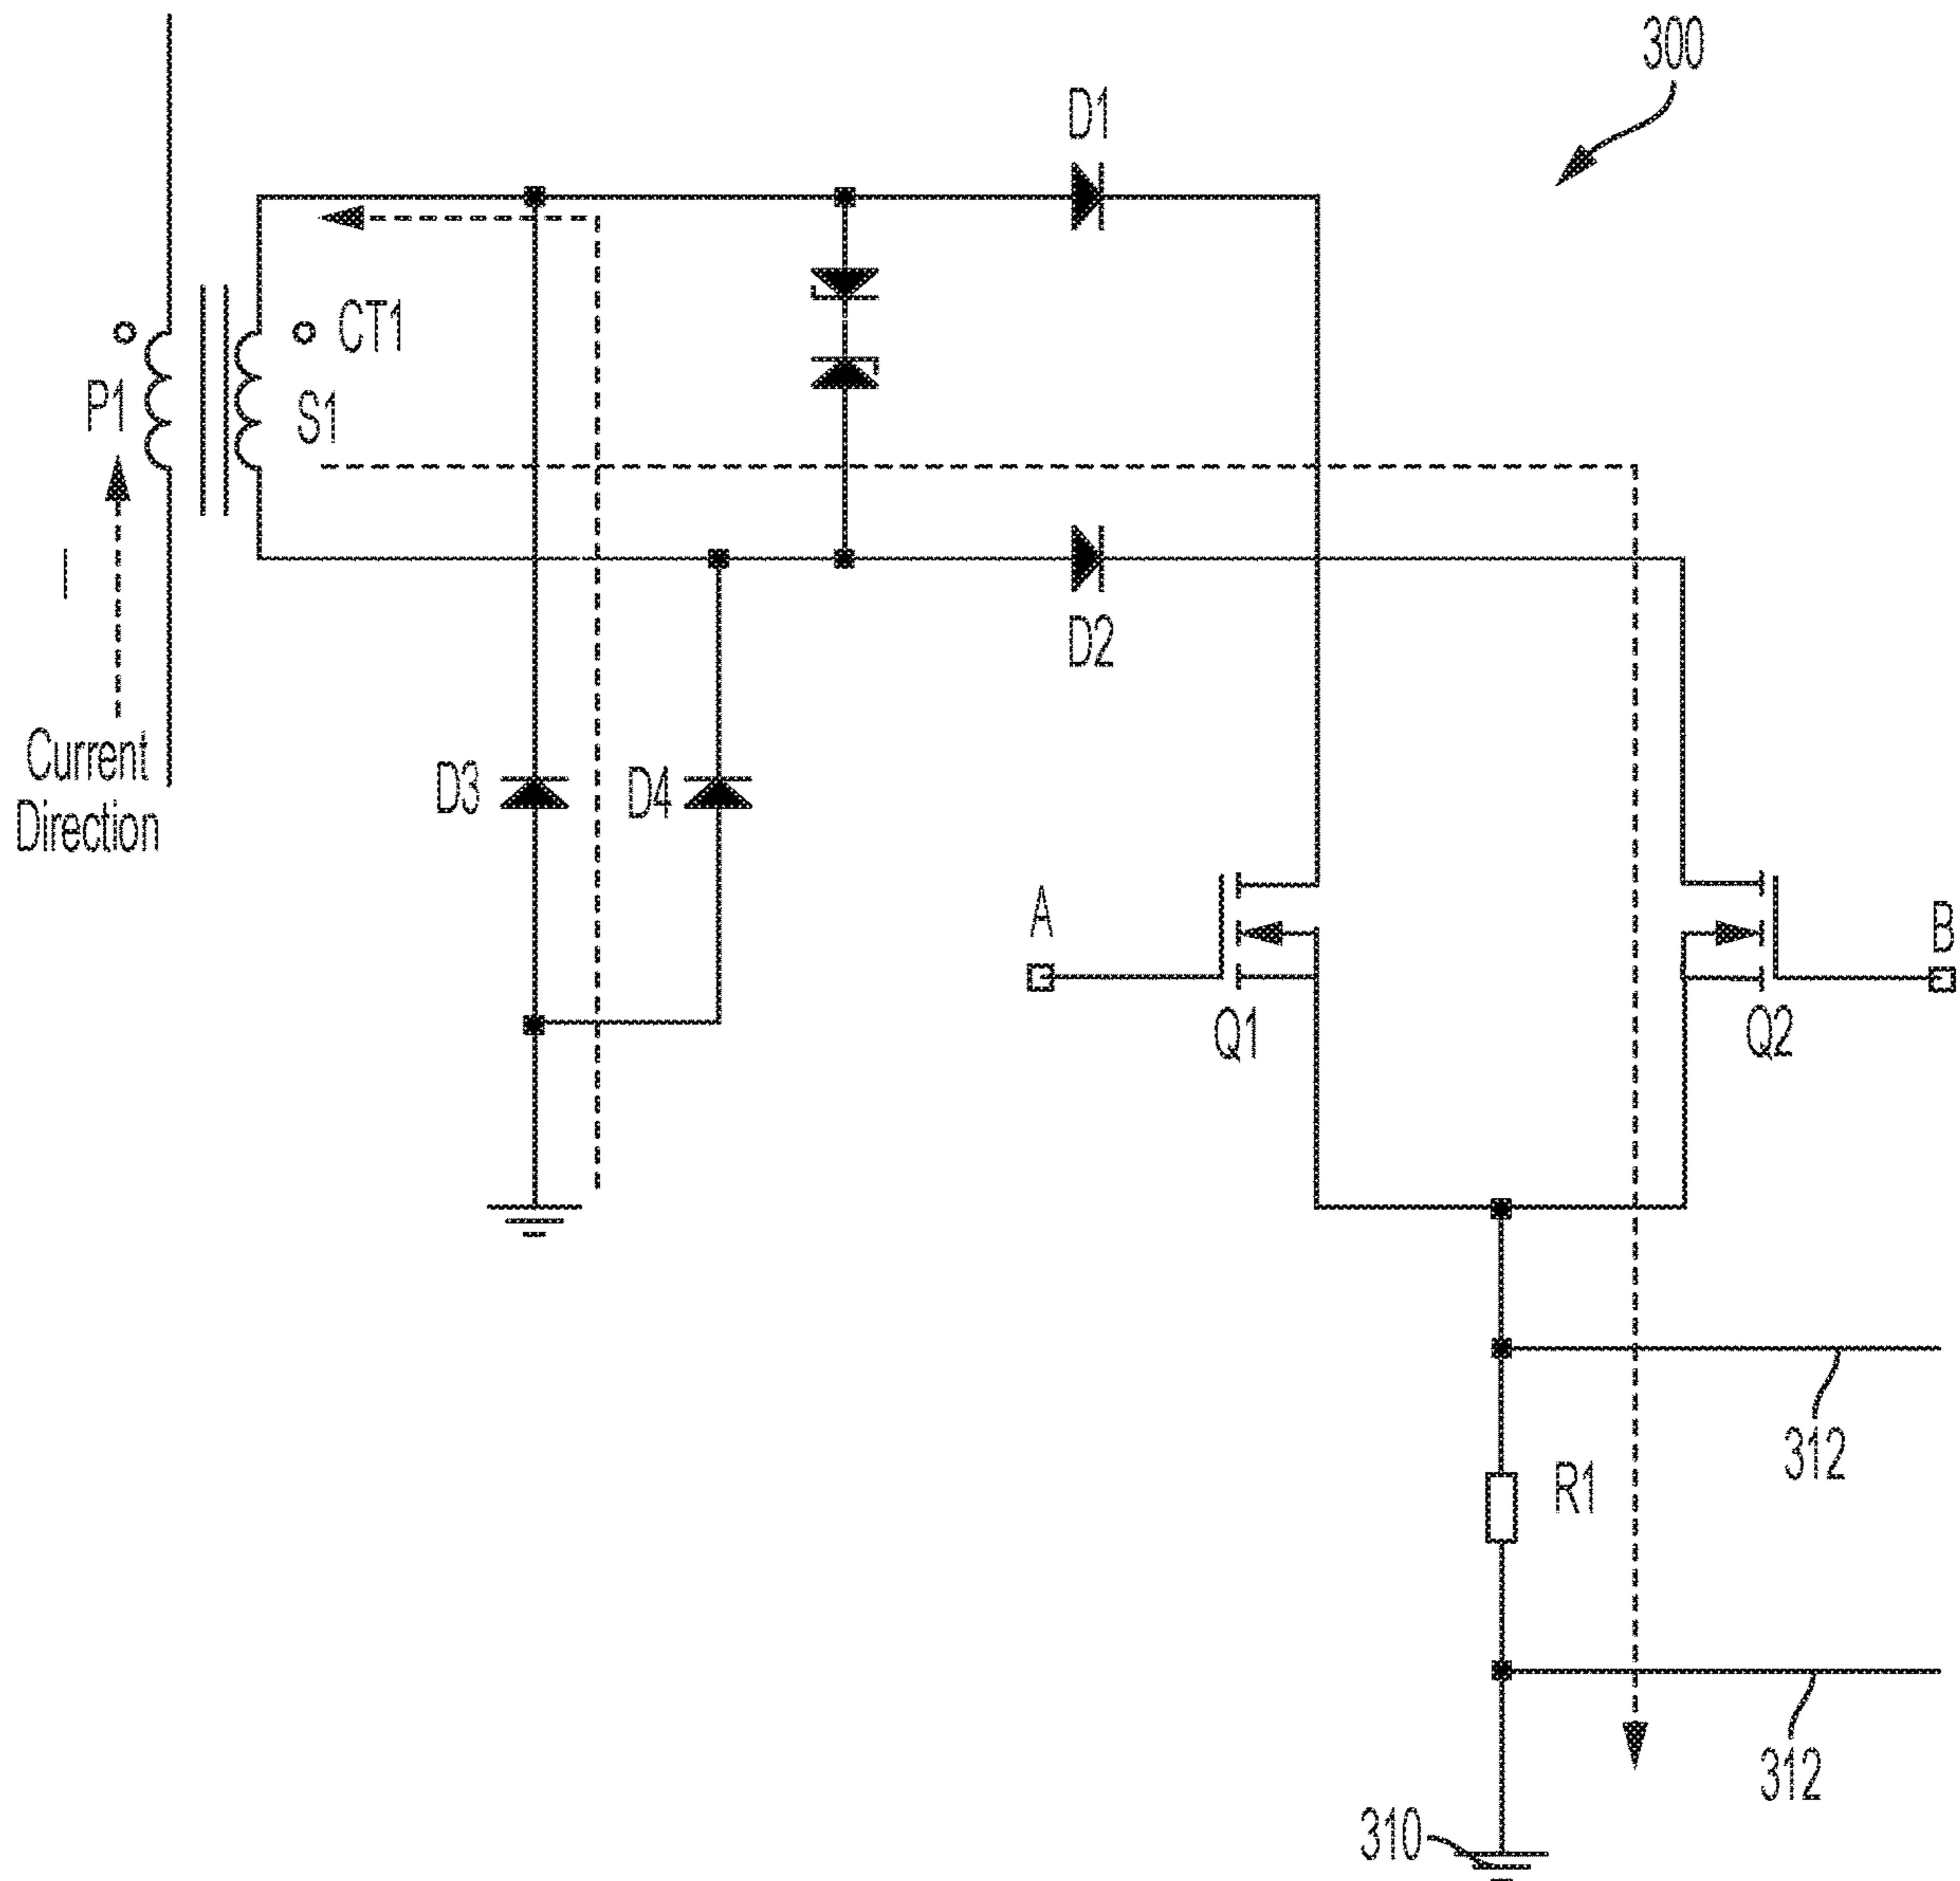 300
D1
CT1
P1
S1
I
D2
Current
Direction
D3
D4
A
B
Q1
Q2
312
R1
312
310